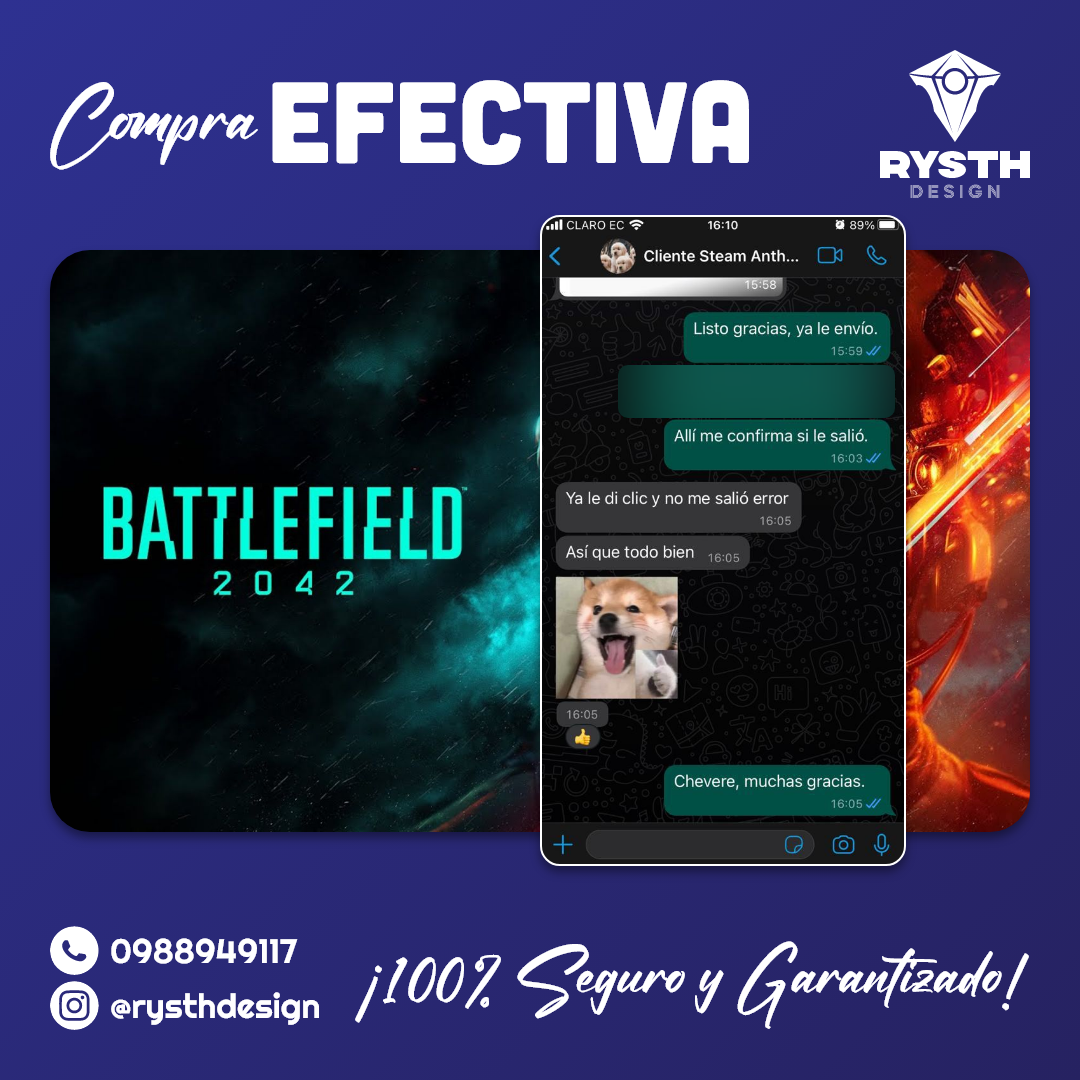 Compra EFECTIVA
RYSTH
DESIGN
CLARO EC 16:10 89%
Cliente Steam Anth...
15:58
Listo gracias, ya le envío.
15:59
Allí me confirma si le salió.
16:03
Ya le di clic y no me salió error
16:05
Así que todo bien 16:05
16:05
Chevere, muchas gracias.
16:05
BATTLEFIELD™
2042
Hi
0988949117
@rysthdesign
¡100% Seguro y Garantizado!